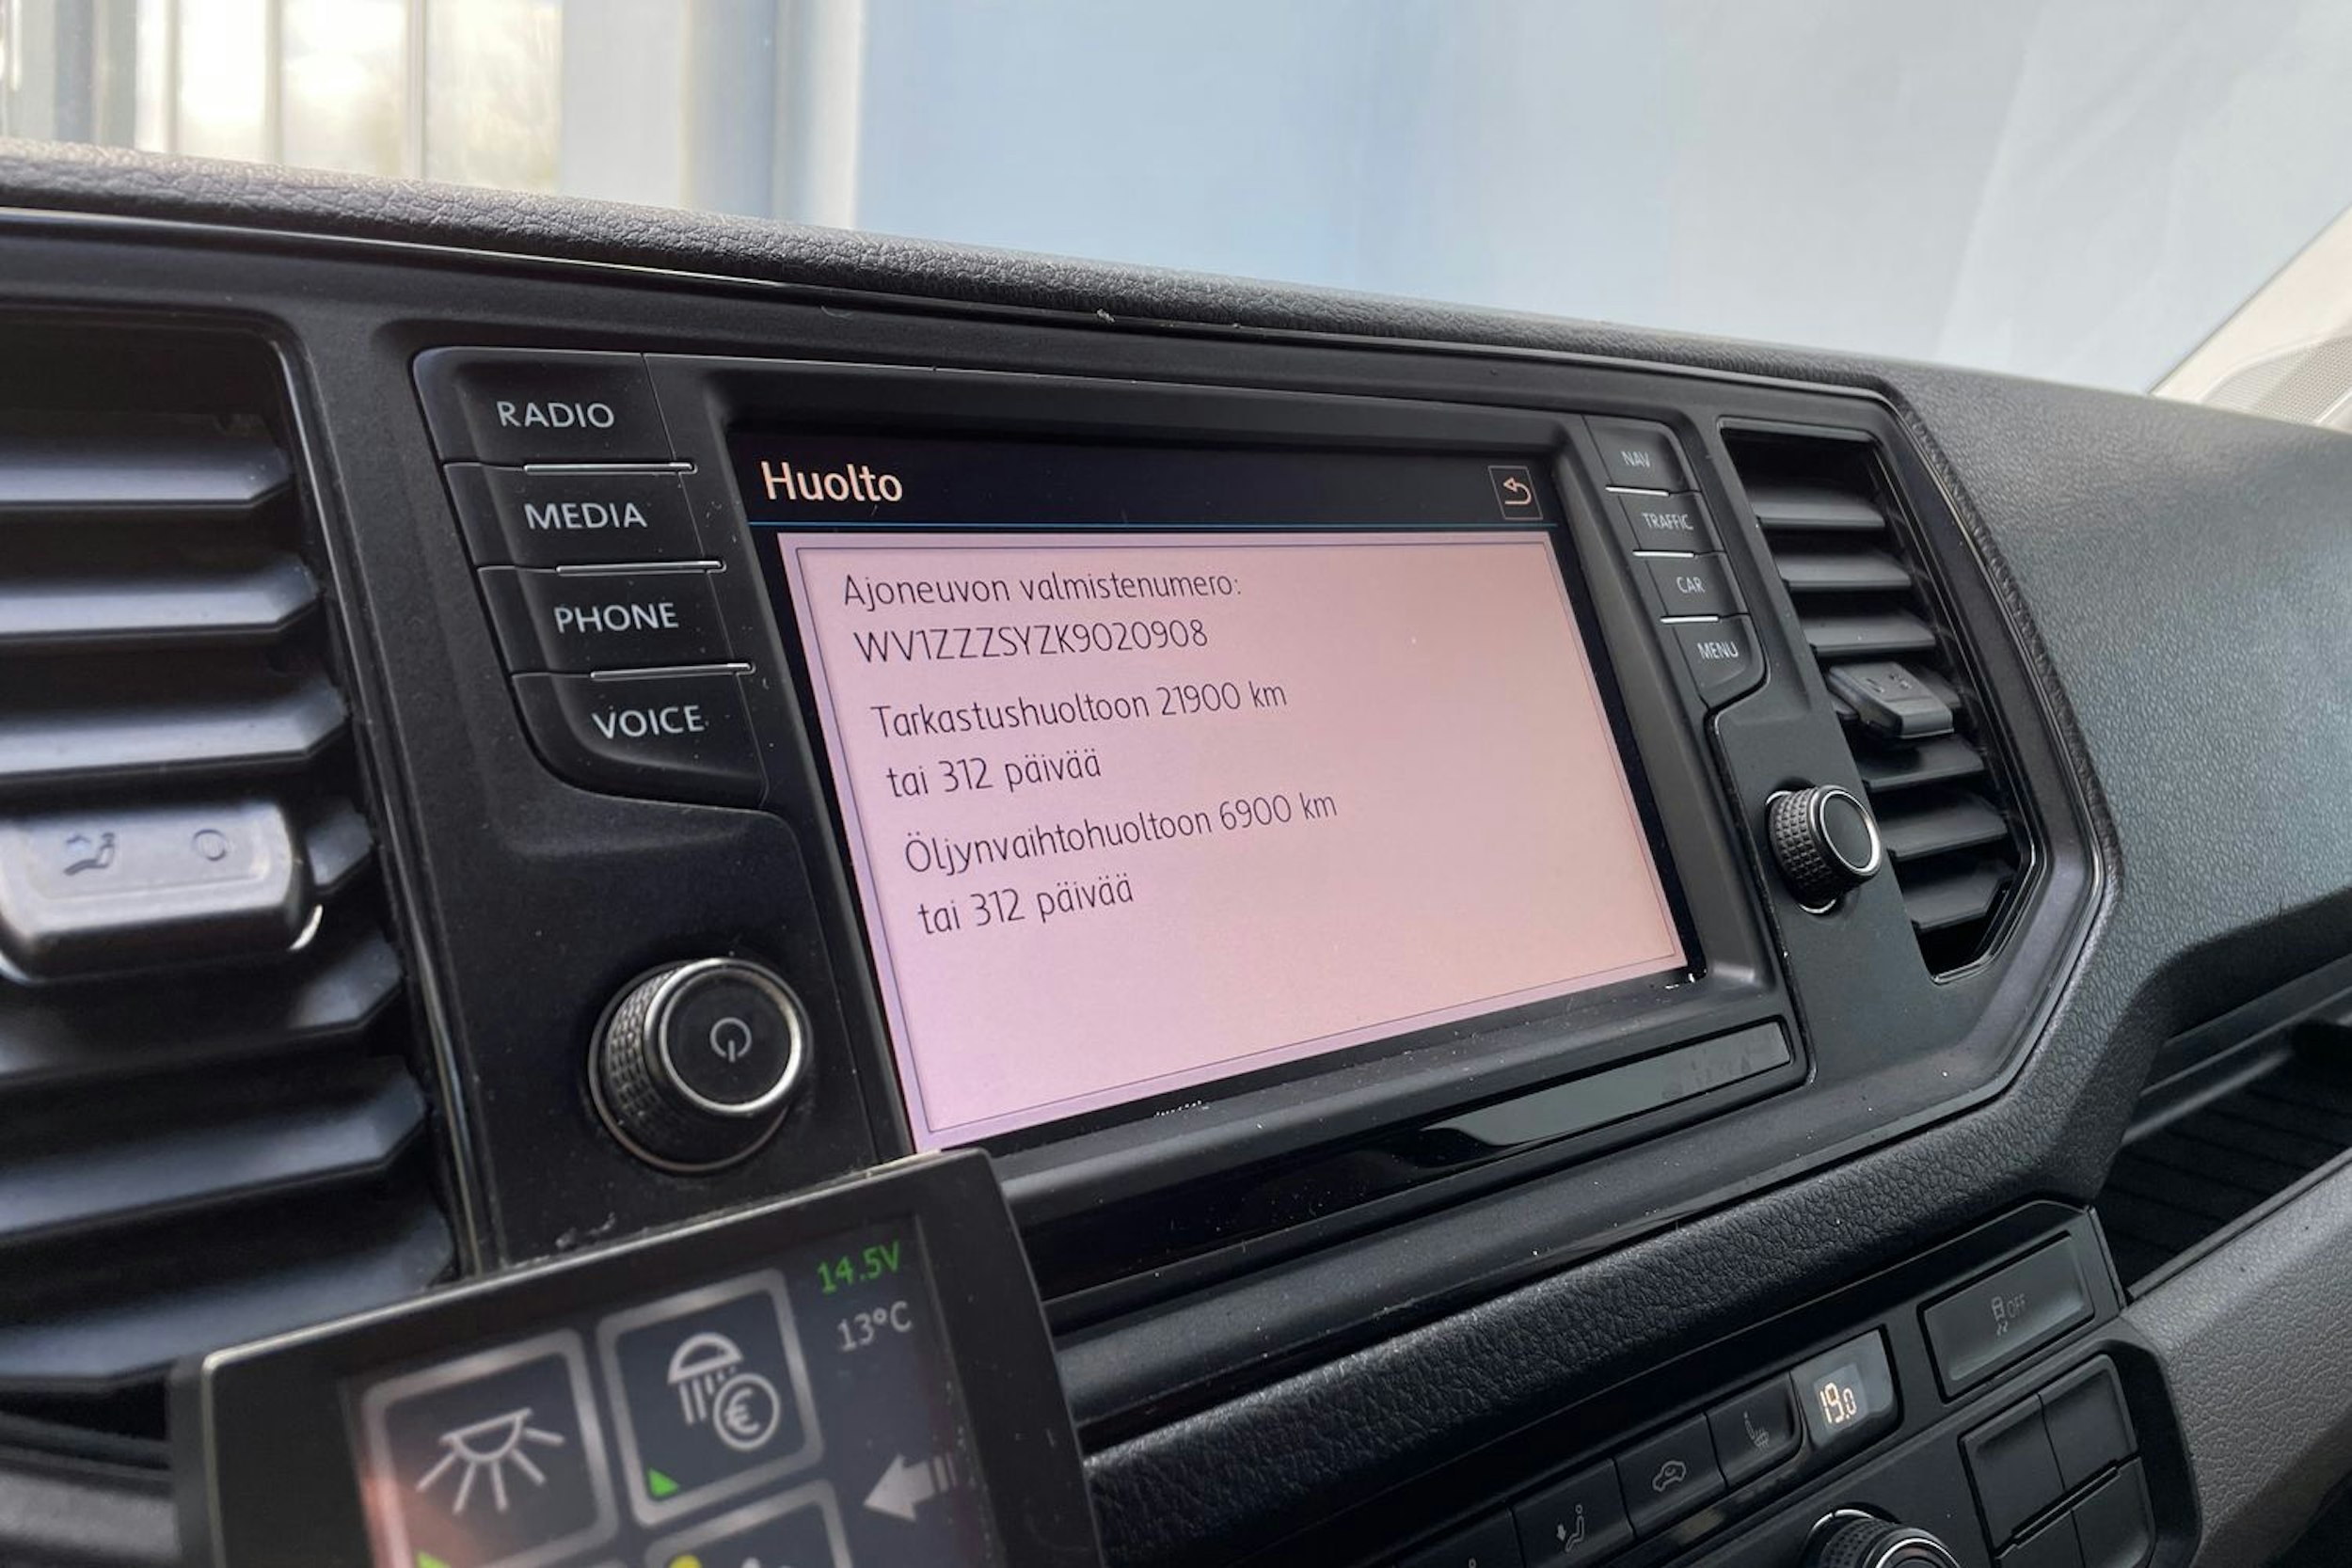 RADIO
MEDIA
PHONE
VOICE
Huolto
Ajoneuvon valmistenumero:
WV1ZZZSYZK9020908
Tarkastushuoltoon 21900 km
tai 312 päivää
Öljynvaihtohuoltoon 6900 km
tai 312 päivää
NAV
TRAFFIC
CAR
MENU
14.5V
13°C
€
OFF
19.0